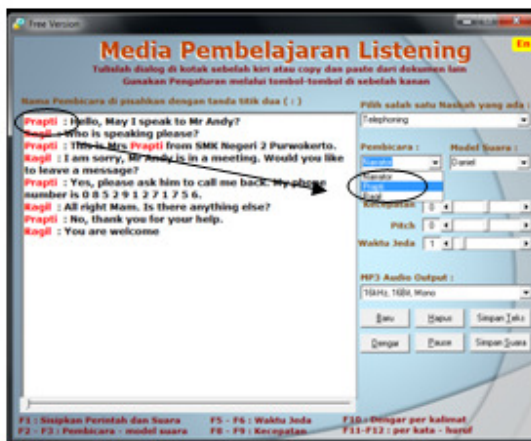 Free Version
Media Pembelajaran Listening
En
Tulislah dialog di kotak sebelah kiri atau copy dan paste dari dokumen lain
Gunakan Pengaturan melalui tombol-tombol di sebelah kanan
Nama Pembicara di pisahkan dengan tanda titik dua ( : )
Pilih salah satu Naskah yang ada
Telephoning
Prapti : Hello, May I speak to Mr Andy?
Ragil : Who is speaking please?
Prapti : This is Mrs Prapti from SMK Negeri 2 Purwokerto.
Ragil : I am sorry, Mr Andy is in a meeting. Would you like
to leave a message?
Prapti : Yes, please ask him to call me back. My phone
number is 0 8 5 2 9 1 2 7 1 7 5 6.
Ragil : All right Mam. Is there anything else?
Prapti : No, thank you for your help.
Ragil : You are welcome
Pembicara :
Model Suara :
Narrator
Daniel
Narrator
Prapti
Ragil
Kecepatan 0
Pitch 0
Waktu Jeda 1
MP3 Audio Output :
16kHz, 16Bit, Mono
Baru
Hapus
Simpan Teks
Dengar
Pause
Simpan Suara
F1 : Sisipkan Perintah dan Suara
F5 - F6 : Waktu Jeda
F10 : Dengar per kalimat
F2 - F3 : Pembicara - model suara
F8 - F9 : Kecepatan
F11-F12 : per kata - huruf